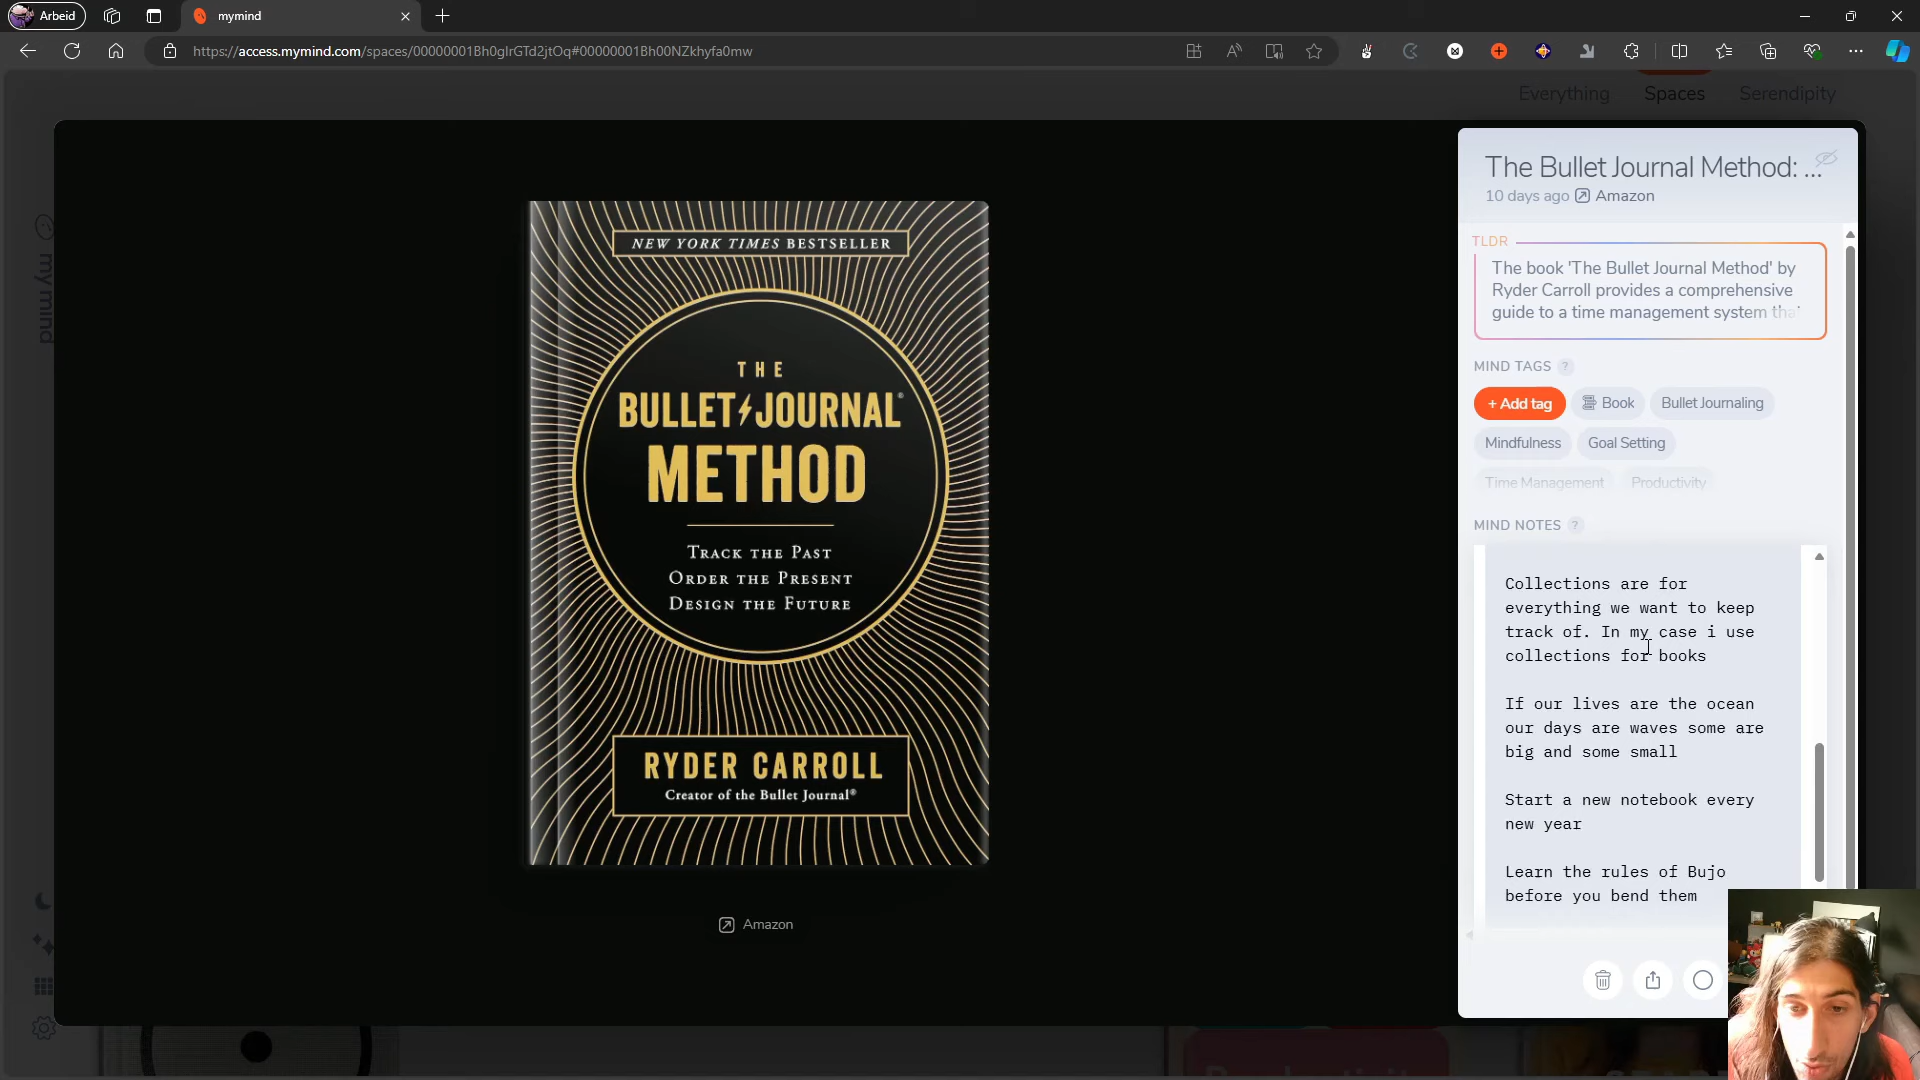 Arbeid
mymind
https://access.mymind.com/spaces/00000001Bh0gIrGTd2jtOq#00000001Bh00NZkhyfa0mw
Everything
Spaces
Serendipity
my mind
NEW YORK TIMES BESTSELLER
THE
BULLET JOURNAL®
METHOD
TRACK THE PAST
ORDER THE PRESENT
DESIGN THE FUTURE
RYDER CARROLL
Creator of the Bullet Journal®
Amazon
The Bullet Journal Method: ...
10 days ago Amazon
TLDR
The book 'The Bullet Journal Method' by
Ryder Carroll provides a comprehensive
guide to a time management system tha
MIND TAGS ?
+ Add tag
Book
Bullet Journaling
Mindfulness
Goal Setting
Time Management
Productivity
MIND NOTES ?
Collections are for
everything we want to keep
track of. In my case i use
collections for books
If our lives are the ocean
our days are waves some are
big and some small
Start a new notebook every
new year
Learn the rules of Bujo
before you bend them